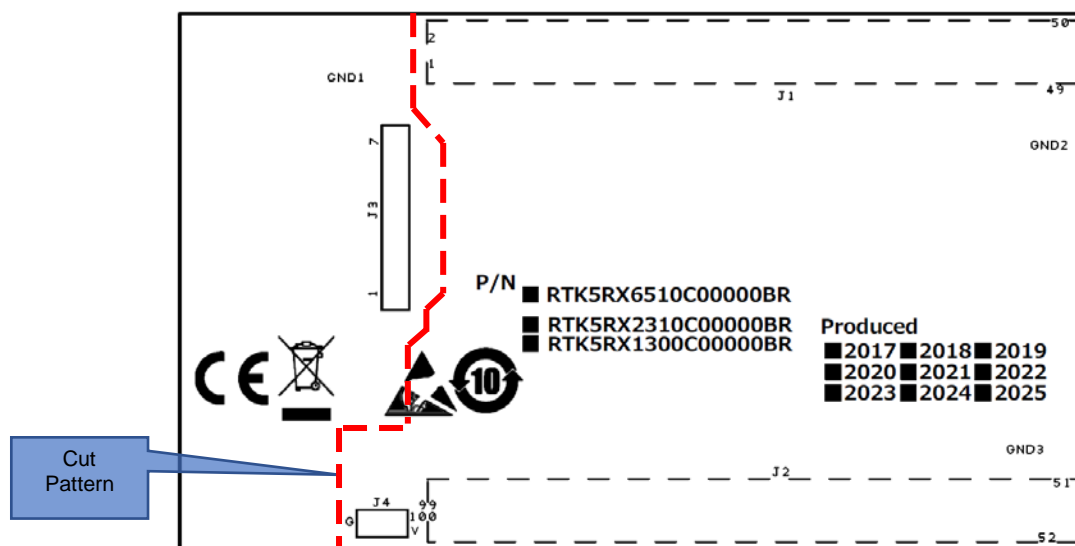 50
2
1
GND1
J1
49
GND2
7
J3
1
P/N
RTK5RX6510C00000BR
RTK5RX2310C00000BR
RTK5RX1300C00000BR
Produced
2017 2018 2019
2020 2021 2022
2023 2024 2025
CE
10
Cut
Pattern
GND3
J2
51
J4
99
100
G
V
52